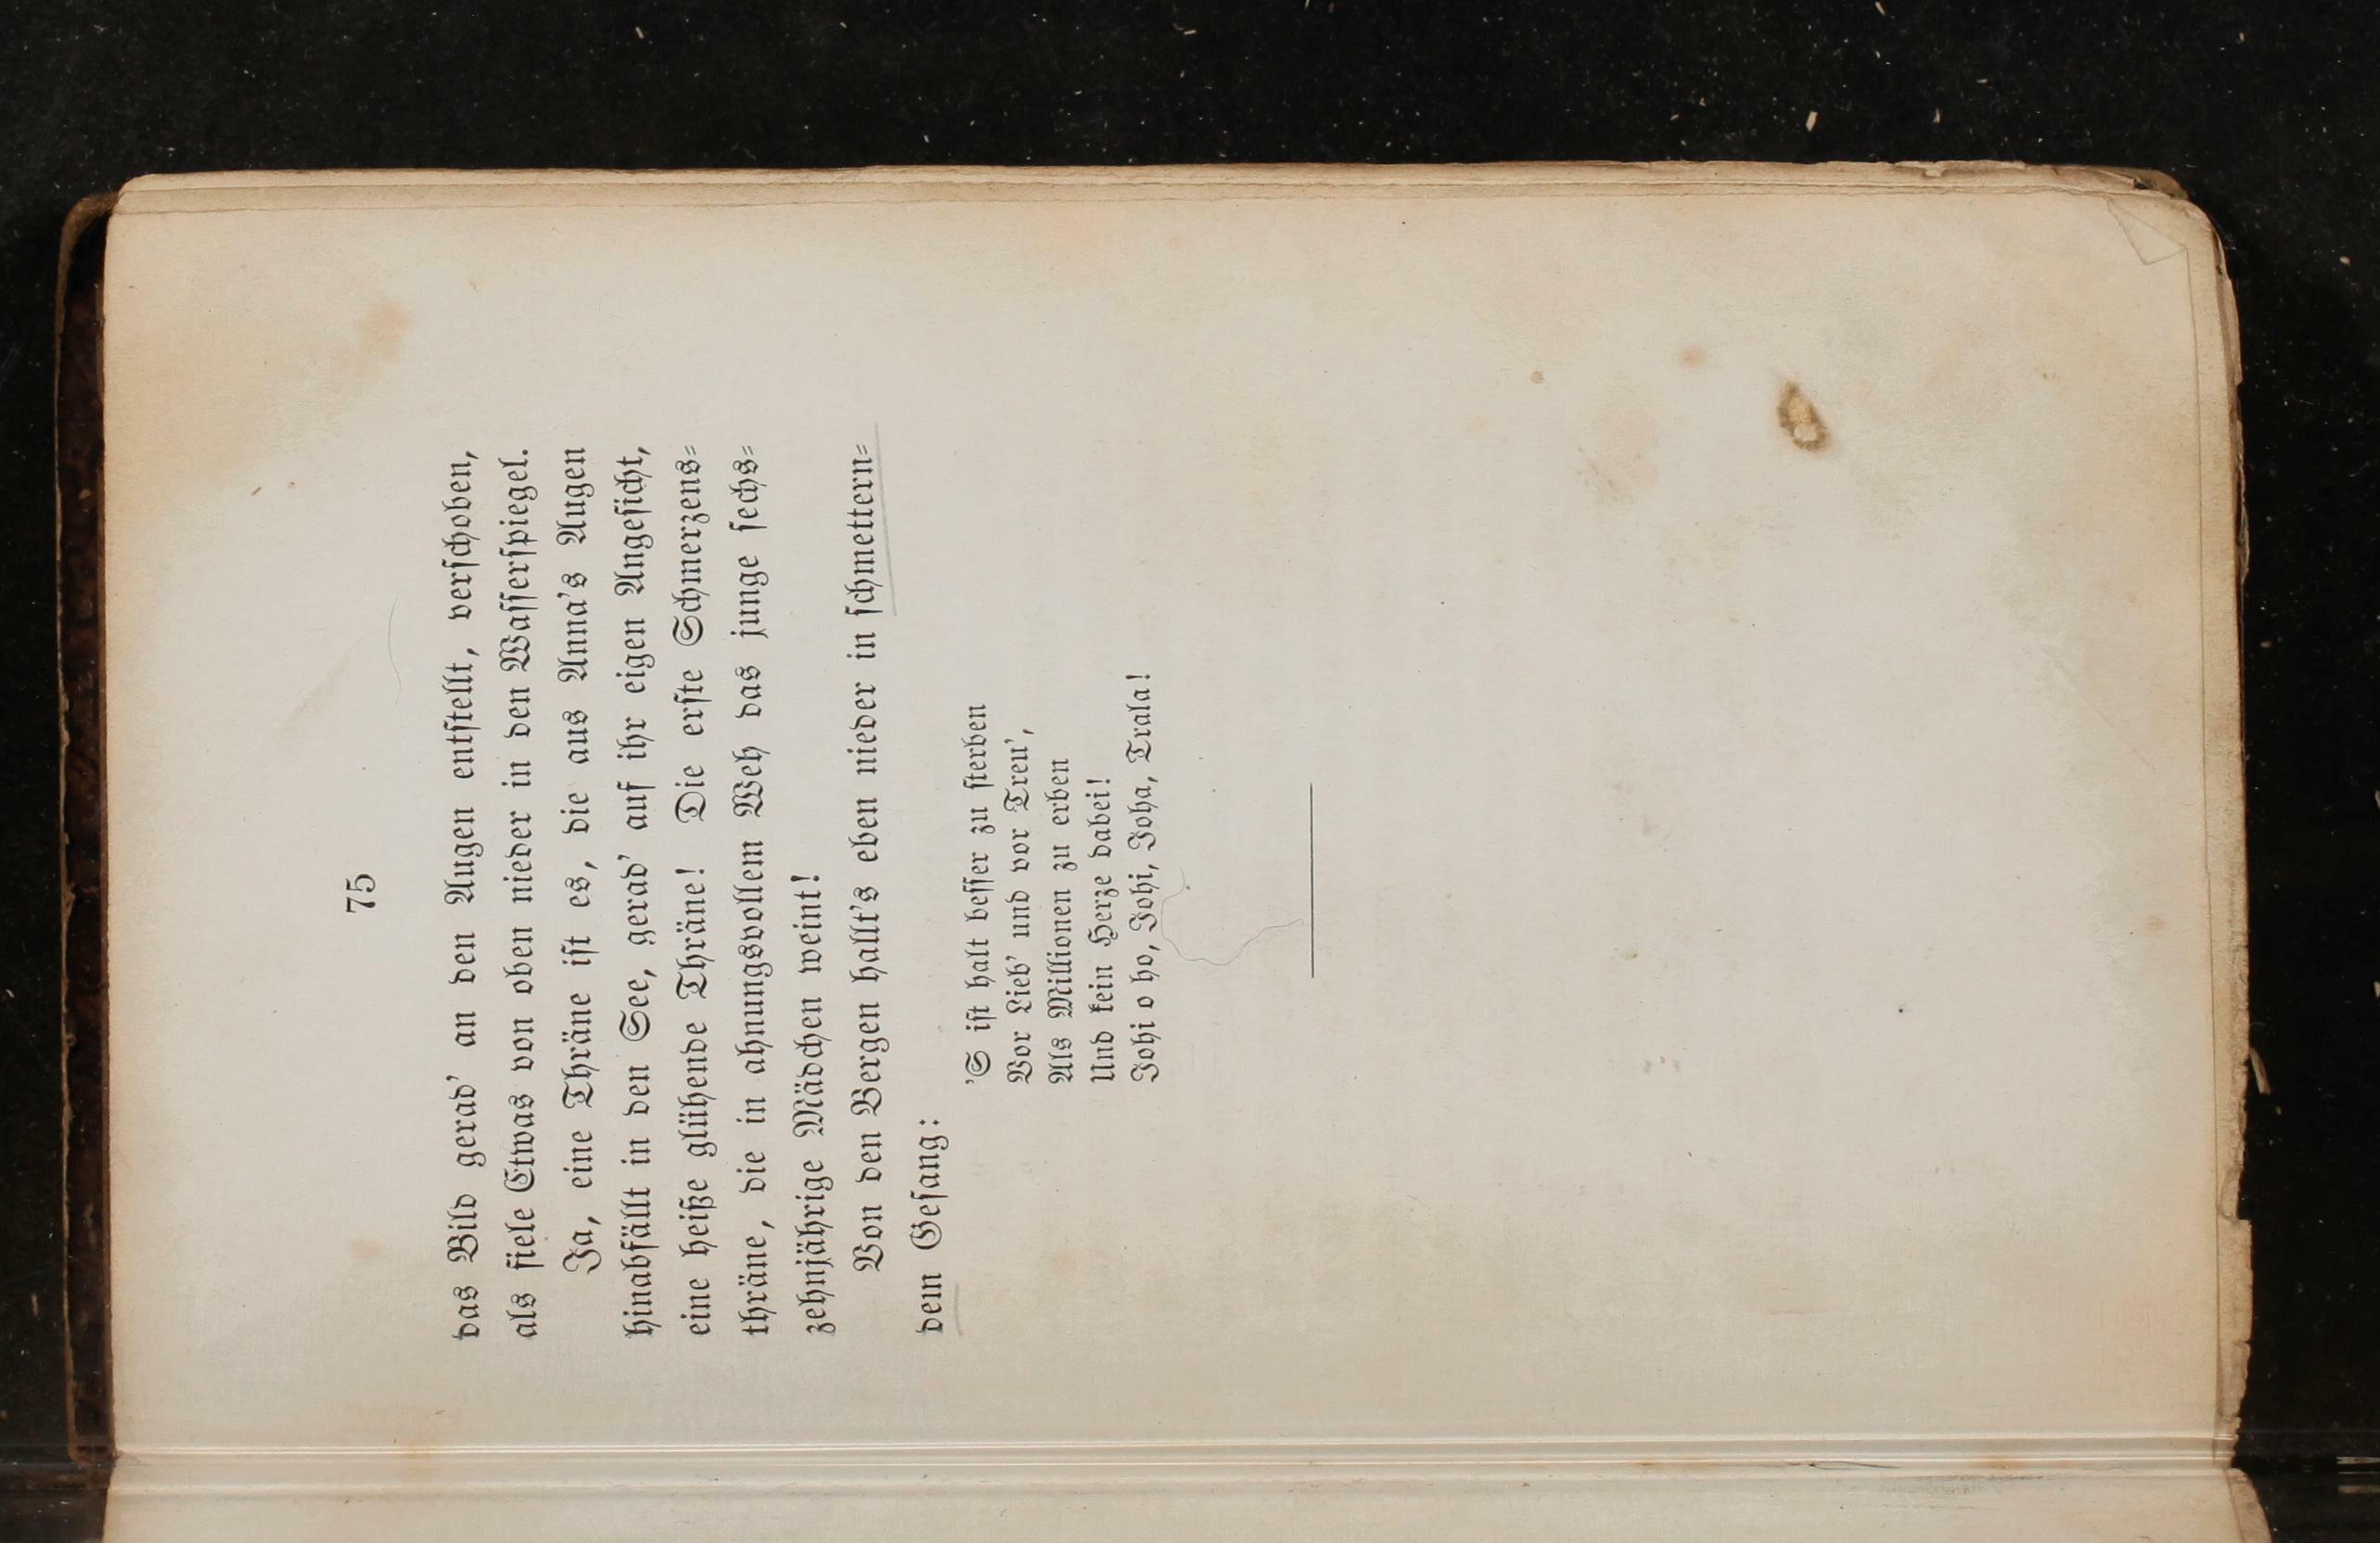 75
das Bild gerad' an den Augen entſtellt, verſchoben,
als fiele Etwas von oben nieder in den Waſſerſpiegel.
Ja, eine Thräne iſt es, die aus Anna's Augen
hinabfällt in den See, gerad' auf ihr eigen Angeſicht,
eine heiße glühende Thräne! Die erſte Schmerzens⸗
thräne, die in ahnungsvollem Weh das junge ſechs⸗
zehnjährige Mädchen weint!
Von den Bergen hallt's eben nieder in ſchmettern⸗
dem Geſang:
'S iſt halt beſſer zu ſterben
Vor Lieb' und vor Treu',
Als Millionen zu erben
Und kein Herze dabei!
Johi o ho, Johi, Joha, Trala!